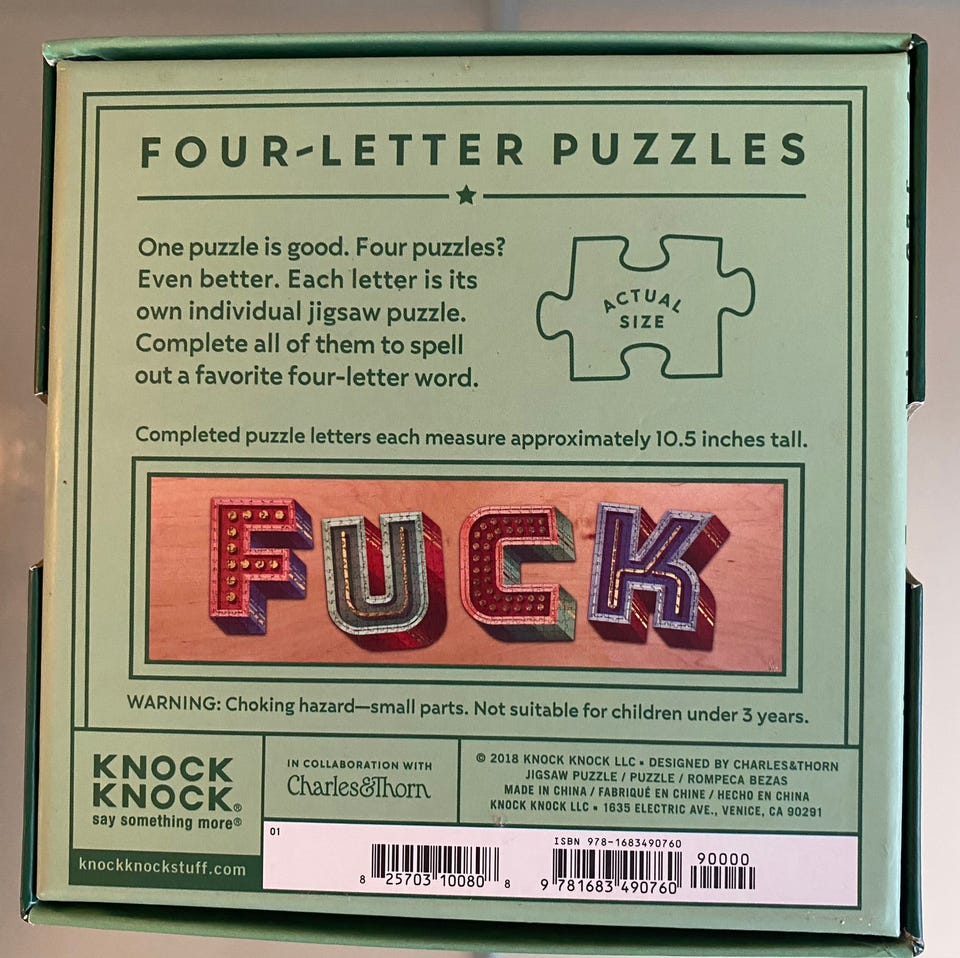 FOUR-LETTER PUZZLES
One puzzle is good. Four puzzles?
Even better. Each letter is its
own individual jigsaw puzzle.
Complete all of them to spell
out a favorite four-letter word.
ACTUAL
SIZE
Completed puzzle letters each measure approximately 10.5 inches tall.
FUCK
WARNING: Choking hazard—small parts. Not suitable for children under 3 years.
KNOCK
KNOCK®
say something more®
knockknockstuff.com
IN COLLABORATION WITH
Charles&Thorn
© 2018 KNOCK KNOCK LLC ▪ DESIGNED BY CHARLES&THORN
JIGSAW PUZZLE / PUZZLE / ROMPECA BEZAS
MADE IN CHINA / FABRIQUÉ EN CHINE / HECHO EN CHINA
KNOCK KNOCK LLC ▪ 1635 ELECTRIC AVE., VENICE, CA 90291
01
8 25703 10080 8
ISBN 978-1683490760
90000
9 781683 490760